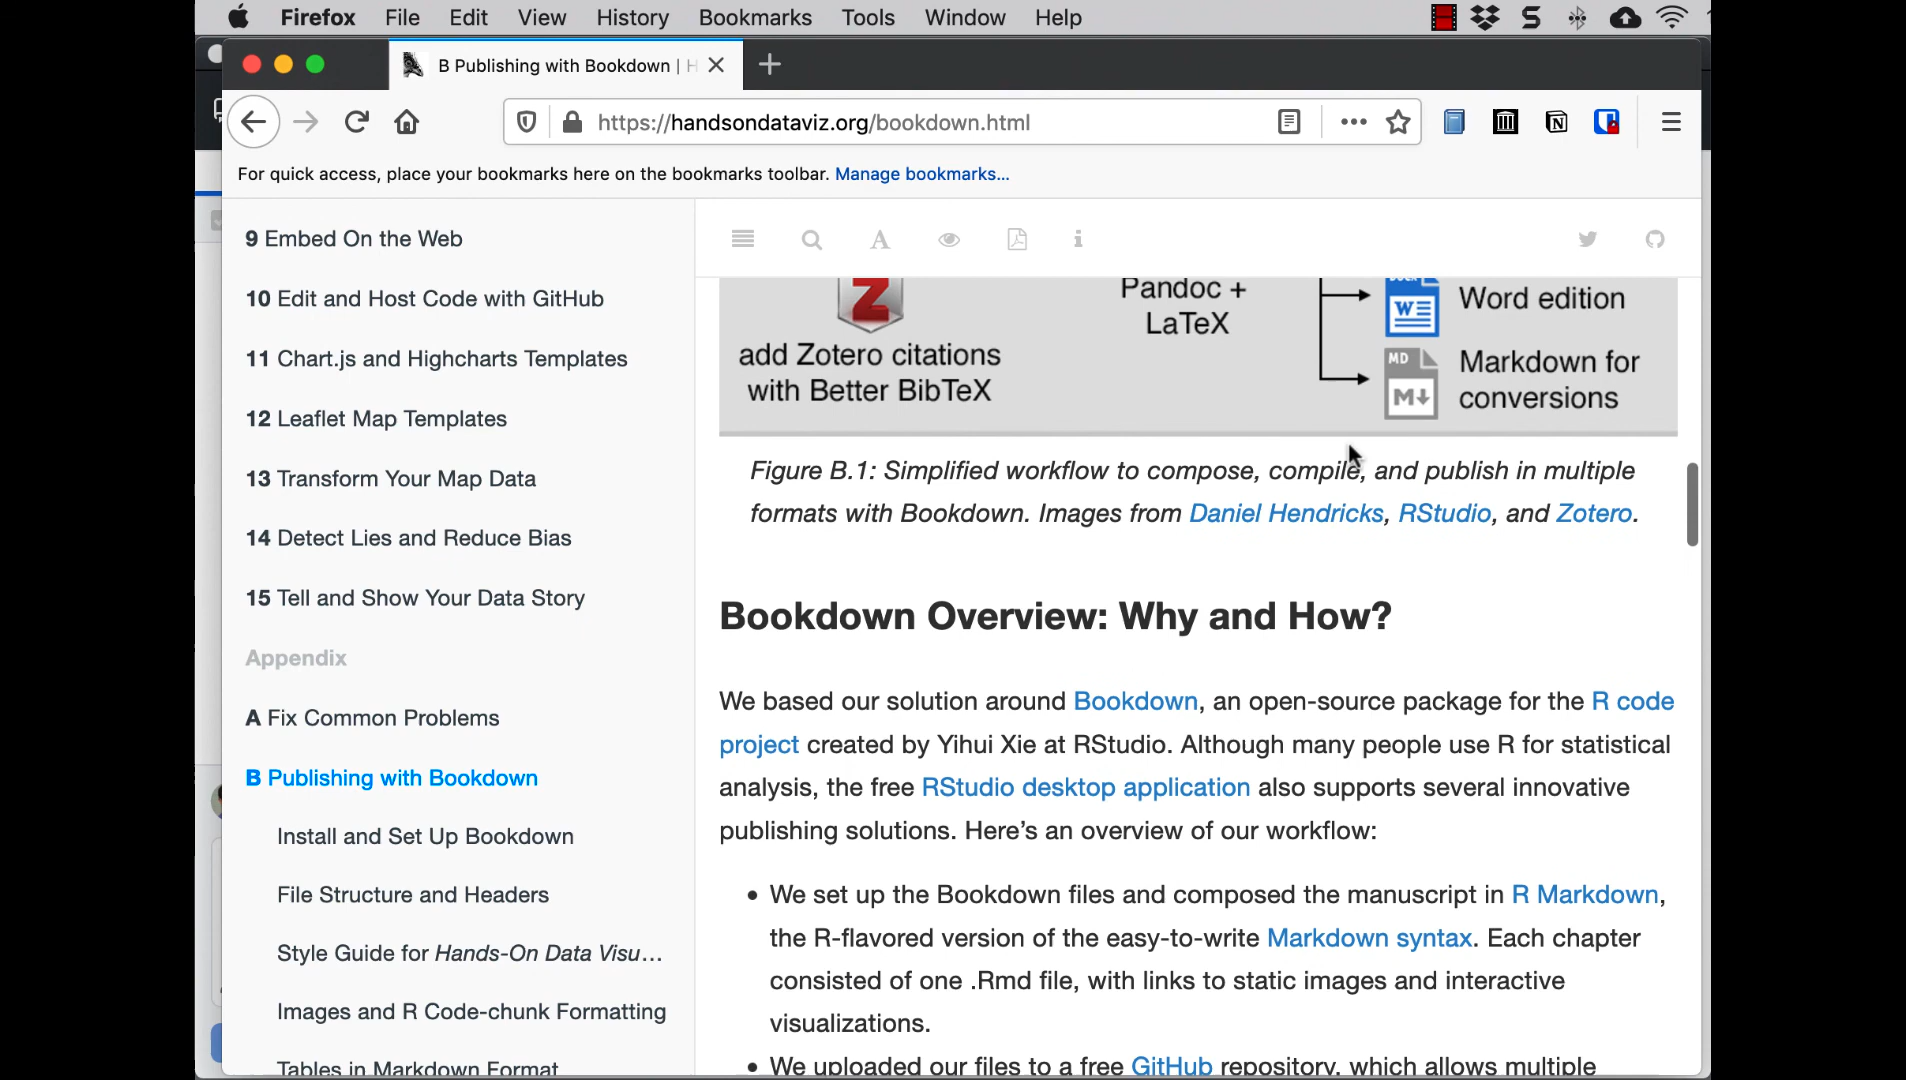 Firefox File Edit View History Bookmarks Tools Window Help
B Publishing with Bookdown | H
https://handsondataviz.org/bookdown.html
For quick access, place your bookmarks here on the bookmarks toolbar. Manage bookmarks...
9 Embed On the Web
10 Edit and Host Code with GitHub
11 Chart.js and Highcharts Templates
12 Leaflet Map Templates
13 Transform Your Map Data
14 Detect Lies and Reduce Bias
15 Tell and Show Your Data Story
Appendix
A Fix Common Problems
B Publishing with Bookdown
Install and Set Up Bookdown
File Structure and Headers
Style Guide for Hands-On Data Visu...
Images and R Code-chunk Formatting
Tables in Markdown Format
Z
add Zotero citations
with Better BibTeX
Pandoc +
LaTeX
DOCX
W
Word edition
MD
M
Markdown for
conversions
Figure B.1: Simplified workflow to compose, compile, and publish in multiple
formats with Bookdown. Images from Daniel Hendricks, RStudio, and Zotero.
Bookdown Overview: Why and How?
We based our solution around Bookdown, an open-source package for the R code
project created by Yihui Xie at RStudio. Although many people use R for statistical
analysis, the free RStudio desktop application also supports several innovative
publishing solutions. Here's an overview of our workflow:
• We set up the Bookdown files and composed the manuscript in R Markdown,
the R-flavored version of the easy-to-write Markdown syntax. Each chapter
consisted of one .Rmd file, with links to static images and interactive
visualizations.
• We uploaded our files to a free GitHub repository, which allows multiple